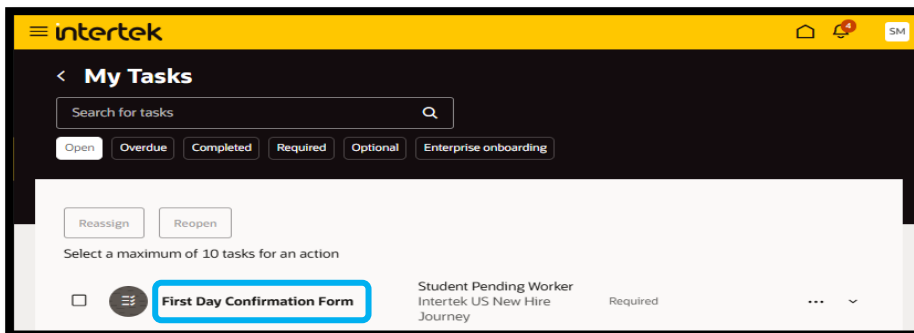 intertek
4
SM
My Tasks
Search for tasks
Open Overdue Completed Required Optional Enterprise onboarding
Reassign Reopen
Select a maximum of 10 tasks for an action
First Day Confirmation Form
Student Pending Worker
Intertek US New Hire
Journey
Required